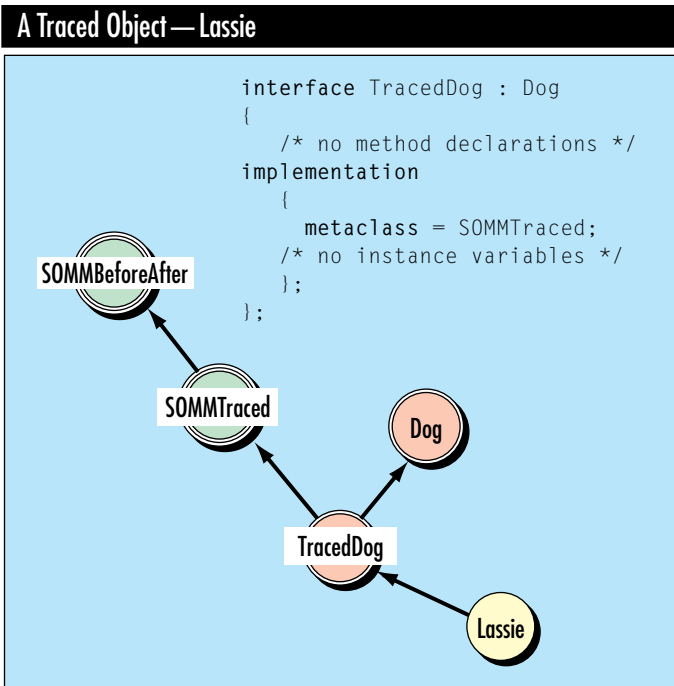 A Traced Object — Lassie
interface TracedDog : Dog
{
/* no method declarations */
implementation
{
metaclass = SOMMTraced;
/* no instance variables */
};
};
SOMMBeforeAfter
SOMMTraced
Dog
TracedDog
Lassie